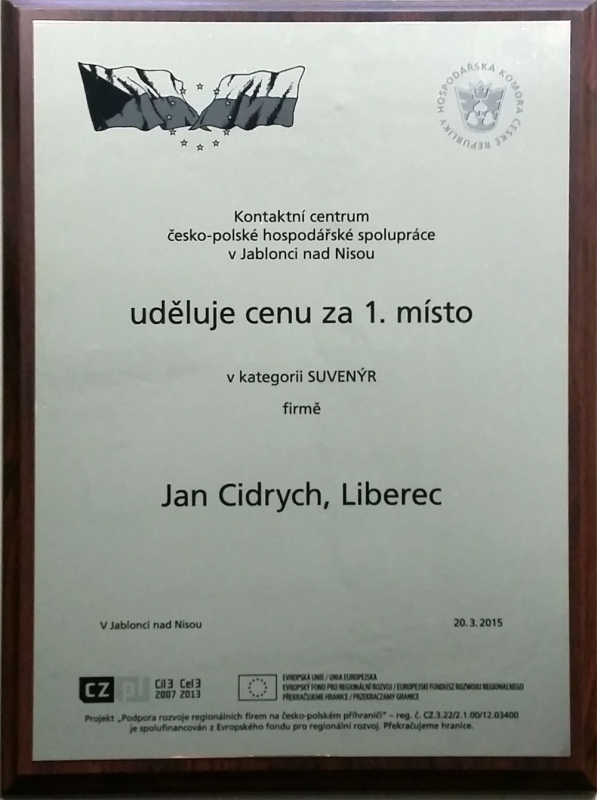 HOSPODÁŘSKÁ KOMORA ČESKÉ REPUBLIKY
Kontaktní centrum
česko-polské hospodářské spolupráce
v Jablonci nad Nisou
uděluje cenu za 1. místo
v kategorii SUVENÝR
firmě
Jan Cidrych, Liberec
V Jablonci nad Nisou
20.3.2015
cz pl
Cíl 3 Cel 3
2007 2013
EVROPSKÁ UNIE / UNIA EUROPEJSKA
EVROPSKÝ FOND PRO REGIONÁLNÍ ROZVOJ / EUROPEJSKI FUNDUSZ ROZWOJU REGIONALNEGO
PŘEKRAČUJEME HRANICE / PRZEKRACZAMY GRANICE
Projekt „Podpora rozvoje regionálních firem na česko-polském příhraničí“ – reg. č. CZ.3.22/2.1.00/12.03400
je spolufinancován z Evropského fondu pro regionální rozvoj. Překračujeme hranice.